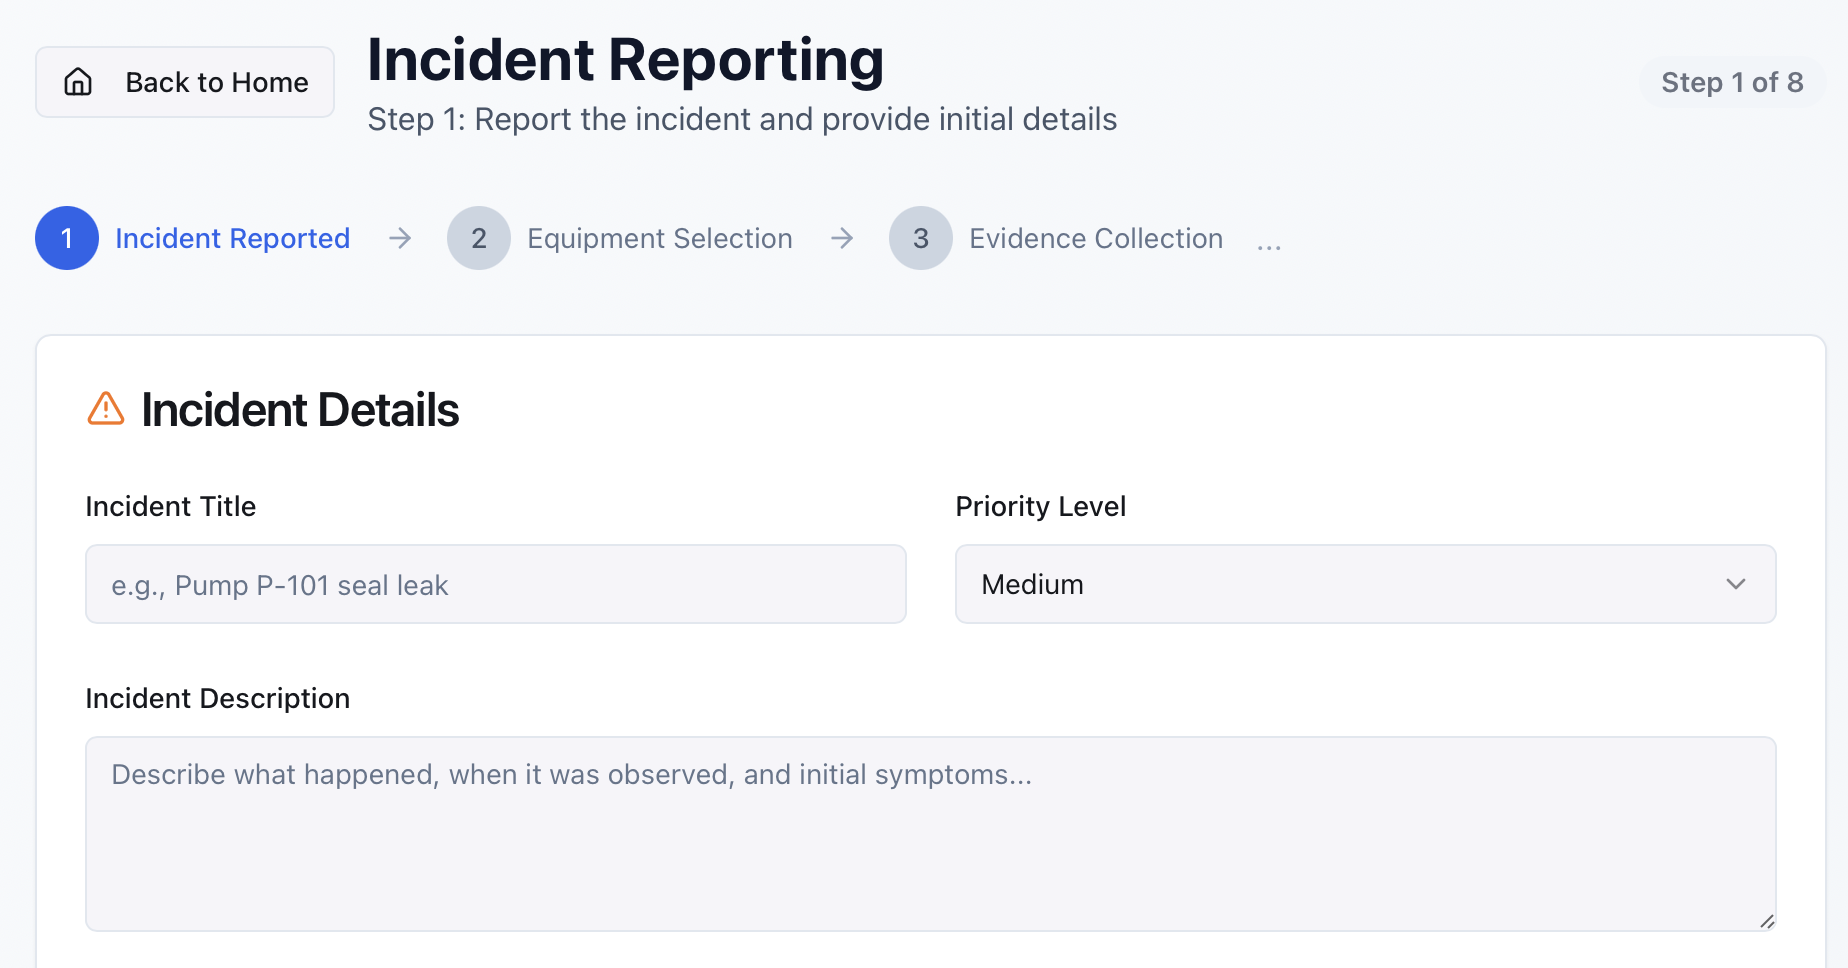 Back to Home
Incident Reporting
Step 1: Report the incident and provide initial details
Step 1 of 8
1 Incident Reported → 2 Equipment Selection → 3 Evidence Collection ...
Incident Details
Incident Title
e.g., Pump P-101 seal leak
Priority Level
Medium
Incident Description
Describe what happened, when it was observed, and initial symptoms...